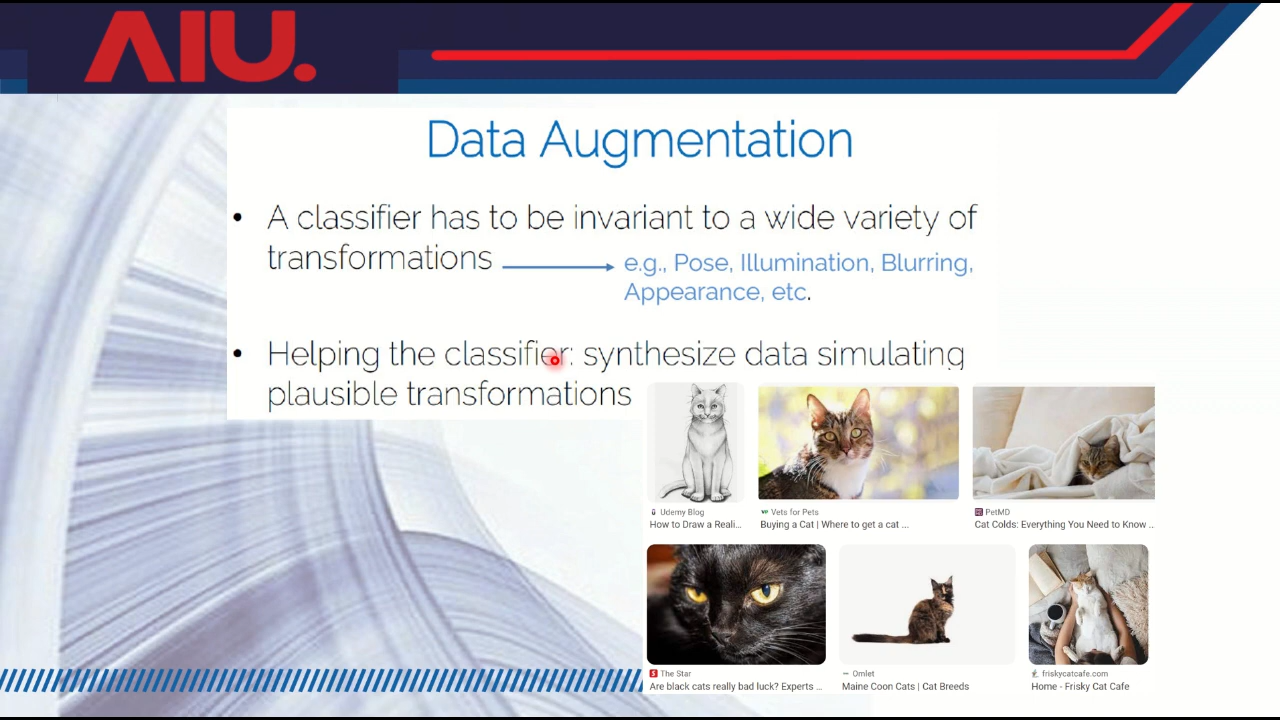 AIU.
Data Augmentation
• A classifier has to be invariant to a wide variety of
transformations
e.g., Pose, Illumination, Blurring,
Appearance, etc.
• Helping the classifier: synthesize data simulating
plausible transformations
Udemy Blog
How to Draw a Reali...
VP Vets for Pets
Buying a Cat | Where to get a cat ...
PetMD
Cat Colds: Everything You Need to Know ..
The Star
Are black cats really bad luck? Experts ...
Omlet
Maine Coon Cats | Cat Breeds
friskycatcafe.com
Home - Frisky Cat Cafe